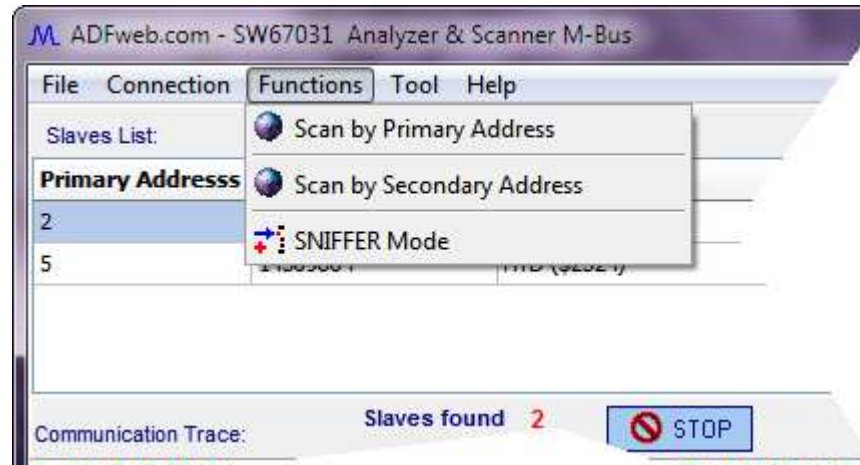 ADFweb.com - SW67031 Analyzer & Scanner M-Bus
File Connection Functions Tool Help
Slaves List:
Scan by Primary Address
Primary Addresss
Scan by Secondary Address
2
SNIFFER Mode
5
Slaves found 2
STOP
Communication Trace: